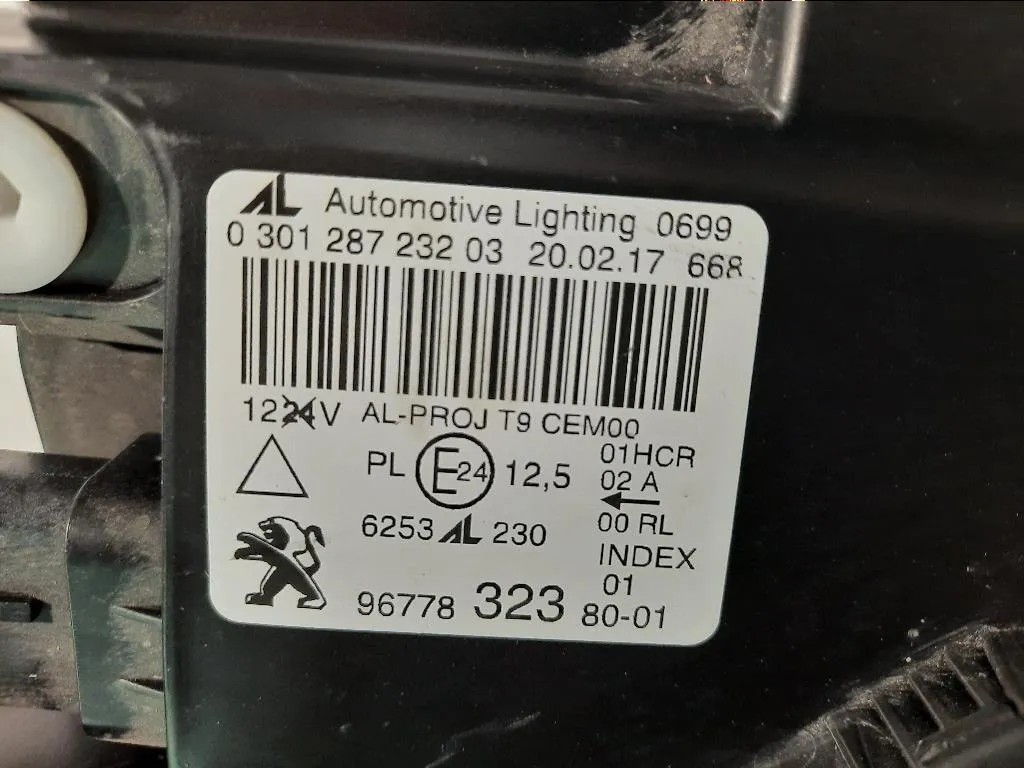 AL Automotive Lighting 0699
0 301 287 232 03 20.02.17 668
1224V AL-PROJ T9 CEM00
01HCR
PL E24 12,5 02 A
6253 AL 230 00 RL
INDEX
01
96778 323 80-01